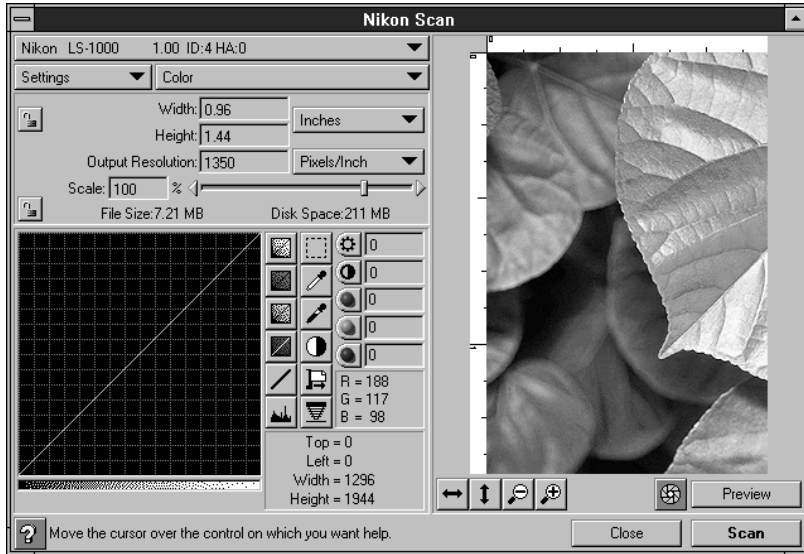 Nikon Scan
Nikon LS-1000 1.00 ID:4 HA:0
Settings Color
Width: 0.96
Inches
Height: 1.44
Output Resolution: 1350 Pixels/Inch
Scale: 100 %
File Size:7.21 MB Disk Space:211 MB
0
0
0
0
0
R = 188
G = 117
B = 98
Top = 0
Left = 0
Width = 1296
Height = 1944
0
0
1
Preview
? Move the cursor over the control on which you want help.
Close Scan